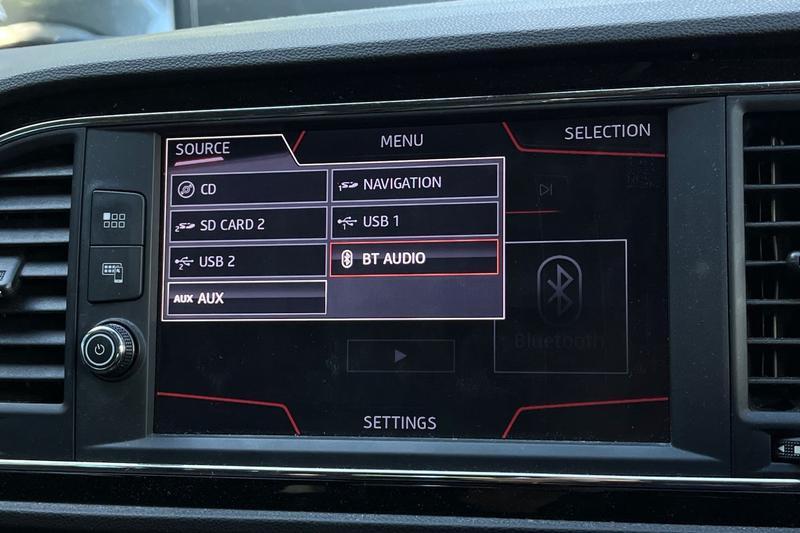 SOURCE
MENU
SELECTION
CD
NAVIGATION
SD CARD 2
USB 1
USB 2
BT AUDIO
AUX AUX
Bluetooth
SETTINGS